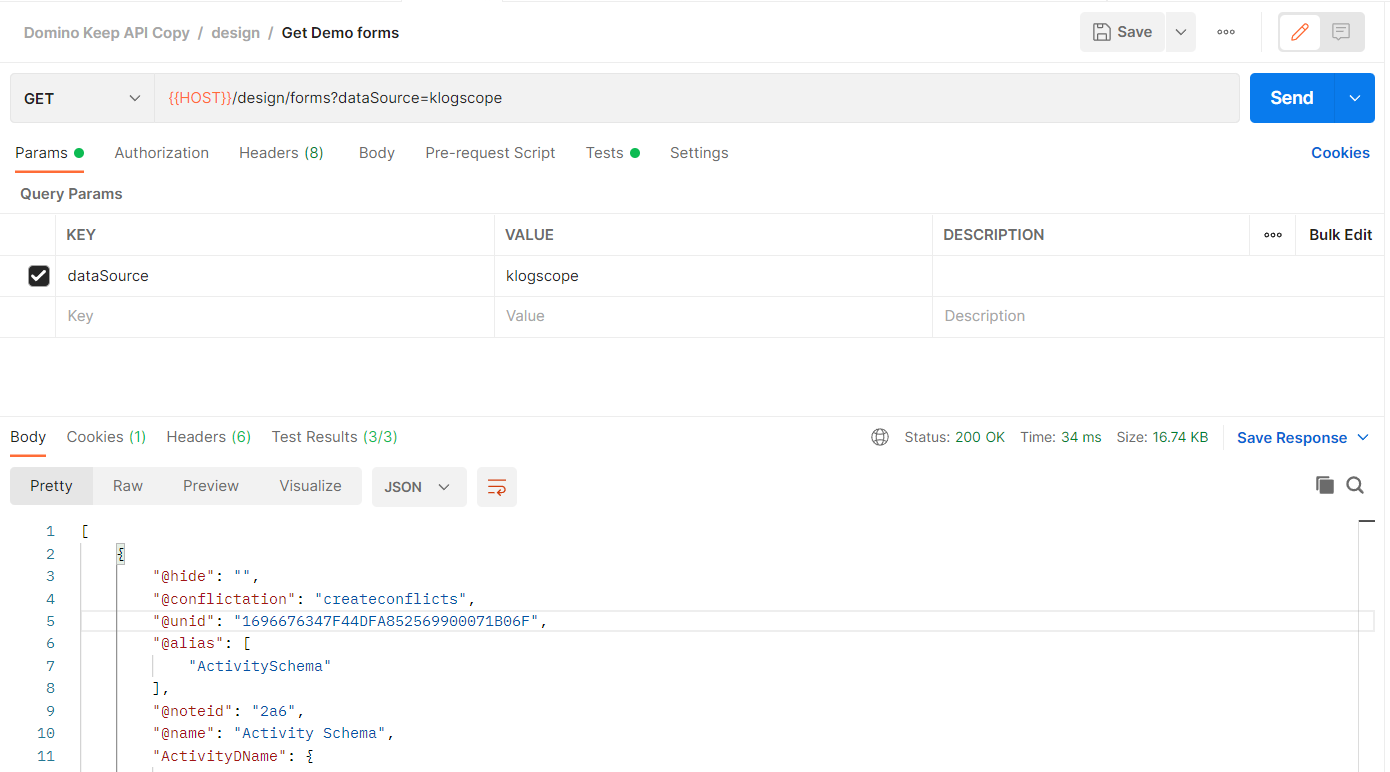 Domino Keep API Copy / design / Get Demo forms
Save
GET
{{HOST}}/design/forms?dataSource=klogscope
Send
Params Authorization Headers (8) Body Pre-request Script Tests Settings Cookies
Query Params
KEY VALUE DESCRIPTION Bulk Edit
dataSource klogscope
Key Value Description
Body Cookies (1) Headers (6) Test Results (3/3) Status: 200 OK Time: 34 ms Size: 16.74 KB Save Response
Pretty Raw Preview Visualize JSON
1 [
2 {
3 "@hide": "",
4 "@conflictation": "createconflicts",
5 "@unid": "1696676347F44DFA852569900071B06F",
6 "@alias": [
7 "ActivitySchema"
8 ],
9 "@noteid": "2a6",
10 "@name": "Activity Schema",
11 "ActivityDName": {